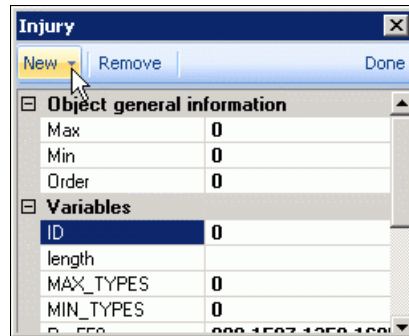 Injury
New Remove Done
Object general information
Max 0
Min 0
Order 0
Variables
ID 0
length
MAX_TYPES 0
MIN_TYPES 0